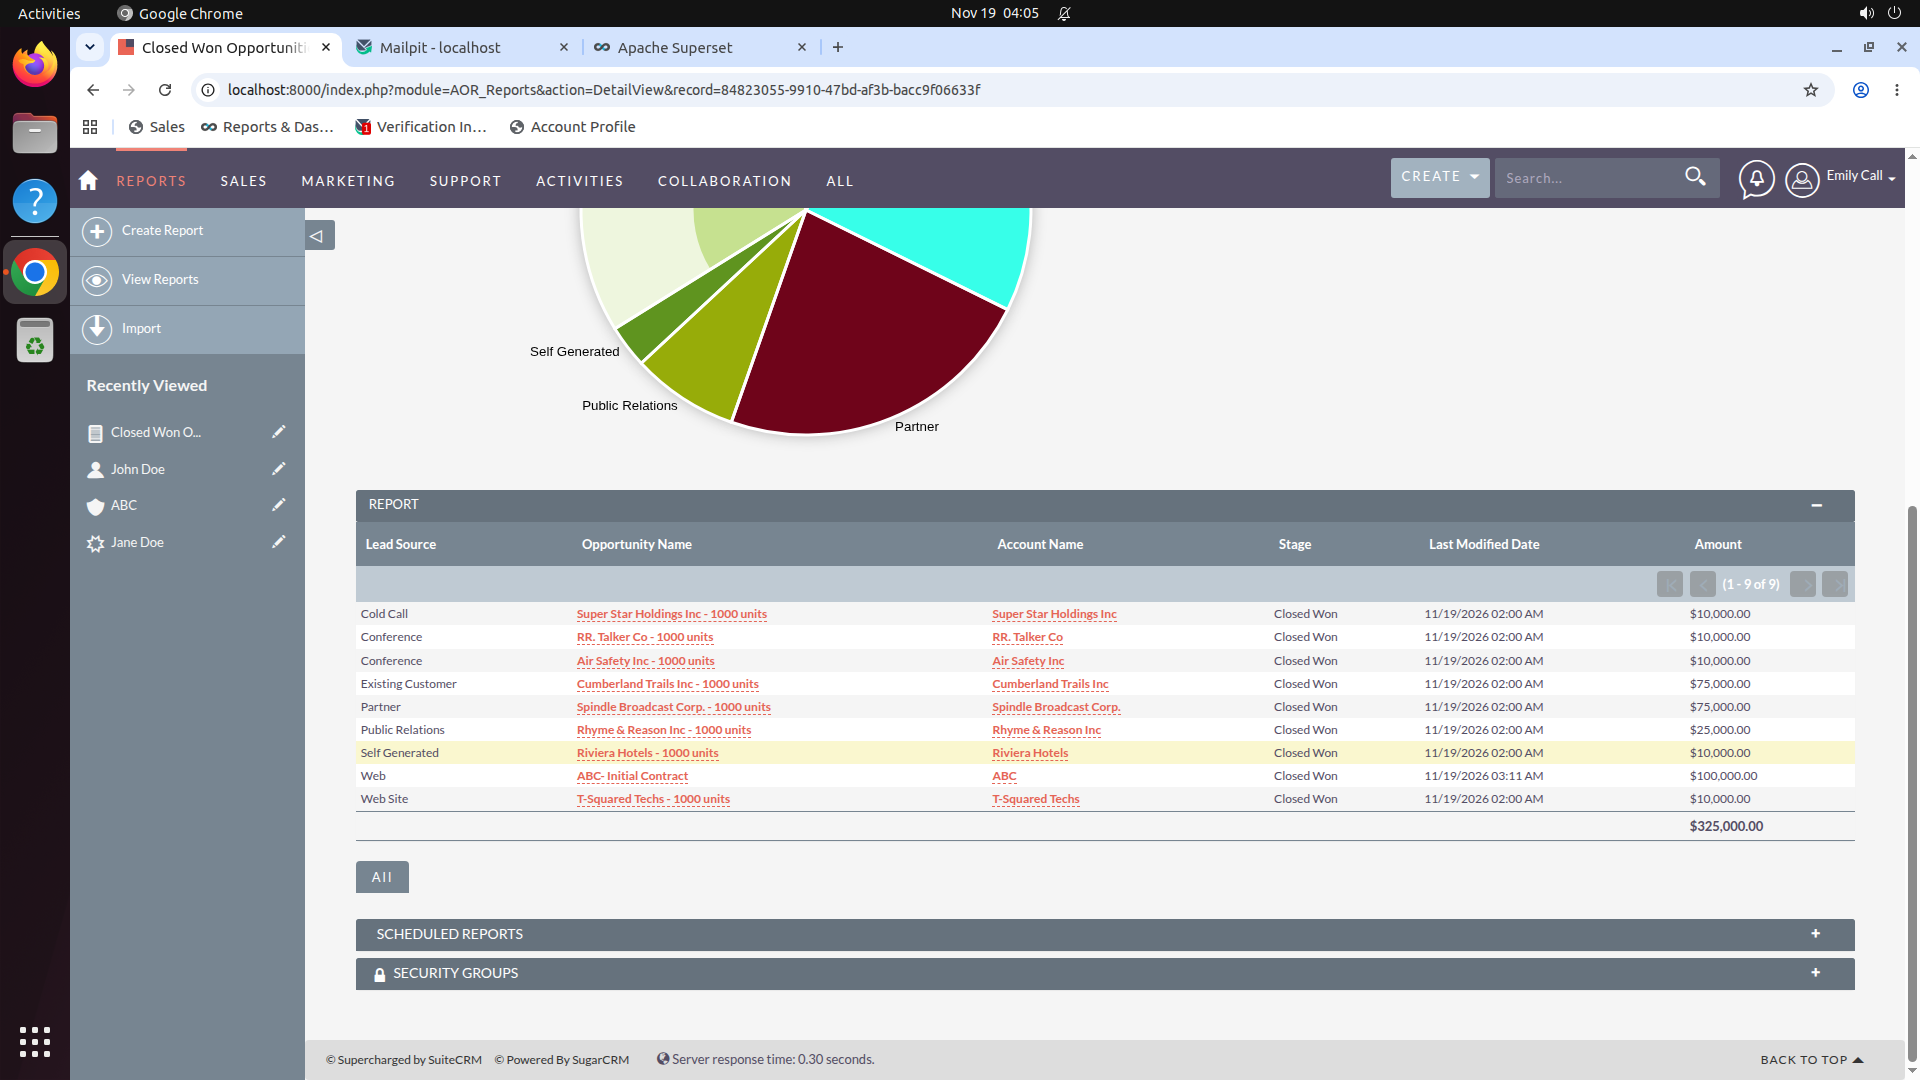 Activities
Google Chrome
Nov 19 04:05
Closed Won Opportuniti
Mailpit - localhost
Apache Superset
localhost:8000/index.php?module=AOR_Reports&action=DetailView&record=84823055-9910-47bd-af3b-bacc9f06633f
Sales
Reports & Das...
Verification In...
Account Profile
REPORTS
SALES
MARKETING
SUPPORT
ACTIVITIES
COLLABORATION
ALL
CREATE
Search...
Emily Call
Create Report
View Reports
Import
Recently Viewed
Closed Won O...
John Doe
ABC
Jane Doe
Self Generated
Public Relations
Partner
REPORT
Lead Source Opportunity Name Account Name Stage Last Modified Date Amount
(1 - 9 of 9)
Cold Call Super Star Holdings Inc - 1000 units Super Star Holdings Inc Closed Won 11/19/2026 02:00 AM $10,000.00
Conference RR. Talker Co - 1000 units RR. Talker Co Closed Won 11/19/2026 02:00 AM $10,000.00
Conference Air Safety Inc - 1000 units Air Safety Inc Closed Won 11/19/2026 02:00 AM $10,000.00
Existing Customer Cumberland Trails Inc - 1000 units Cumberland Trails Inc Closed Won 11/19/2026 02:00 AM $75,000.00
Partner Spindle Broadcast Corp. - 1000 units Spindle Broadcast Corp. Closed Won 11/19/2026 02:00 AM $75,000.00
Public Relations Rhyme & Reason Inc - 1000 units Rhyme & Reason Inc Closed Won 11/19/2026 02:00 AM $25,000.00
Self Generated Riviera Hotels - 1000 units Riviera Hotels Closed Won 11/19/2026 02:00 AM $10,000.00
Web ABC- Initial Contract ABC Closed Won 11/19/2026 03:11 AM $100,000.00
Web Site T-Squared Techs - 1000 units T-Squared Techs Closed Won 11/19/2026 02:00 AM $10,000.00
$325,000.00
All
SCHEDULED REPORTS
SECURITY GROUPS
© Supercharged by SuiteCRM © Powered By SugarCRM Server response time: 0.30 seconds.
BACK TO TOP